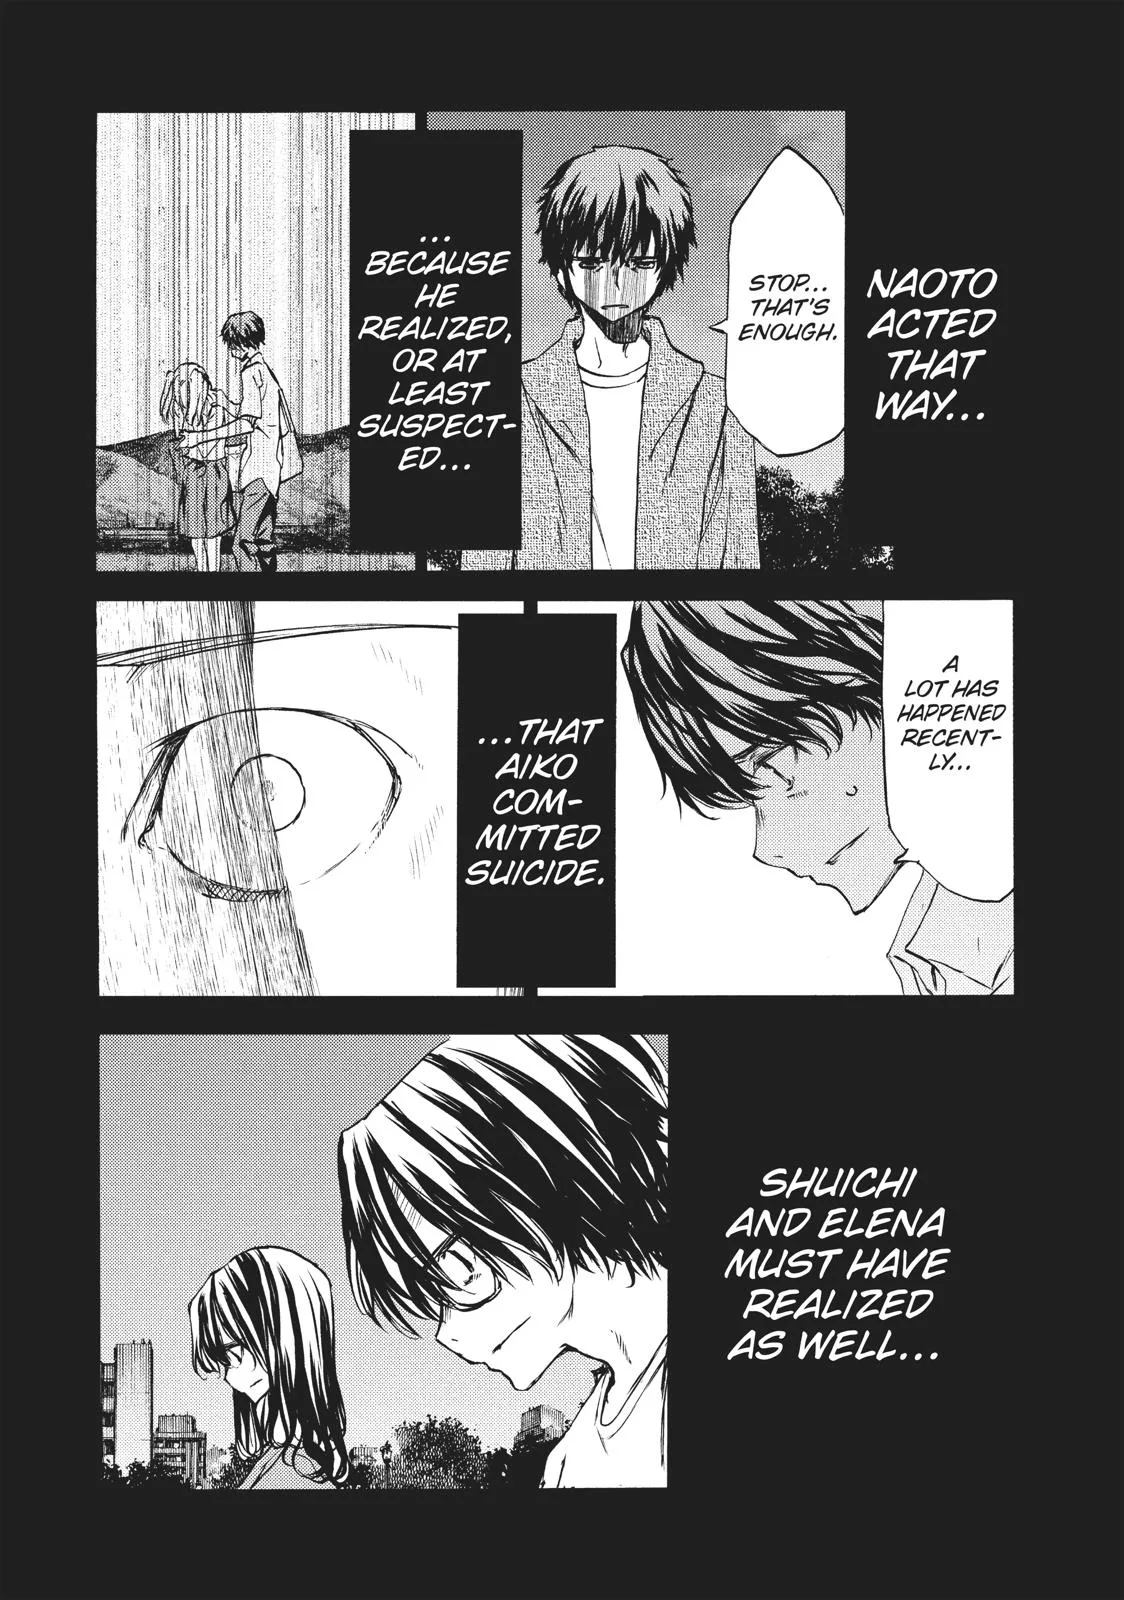 NAOTO
ACTED
THAT
WAY...
STOP...
THAT'S
ENOUGH.
...
BECAUSE
HE
REALIZED,
OR AT
LEAST
SUSPECT-
ED...
A
LOT HAS
HAPPENED
RECENT-
LY...
...THAT
AIKO
COM-
MITTED
SUICIDE.
SHUICHI
AND ELENA
MUST HAVE
REALIZED
AS WELL...